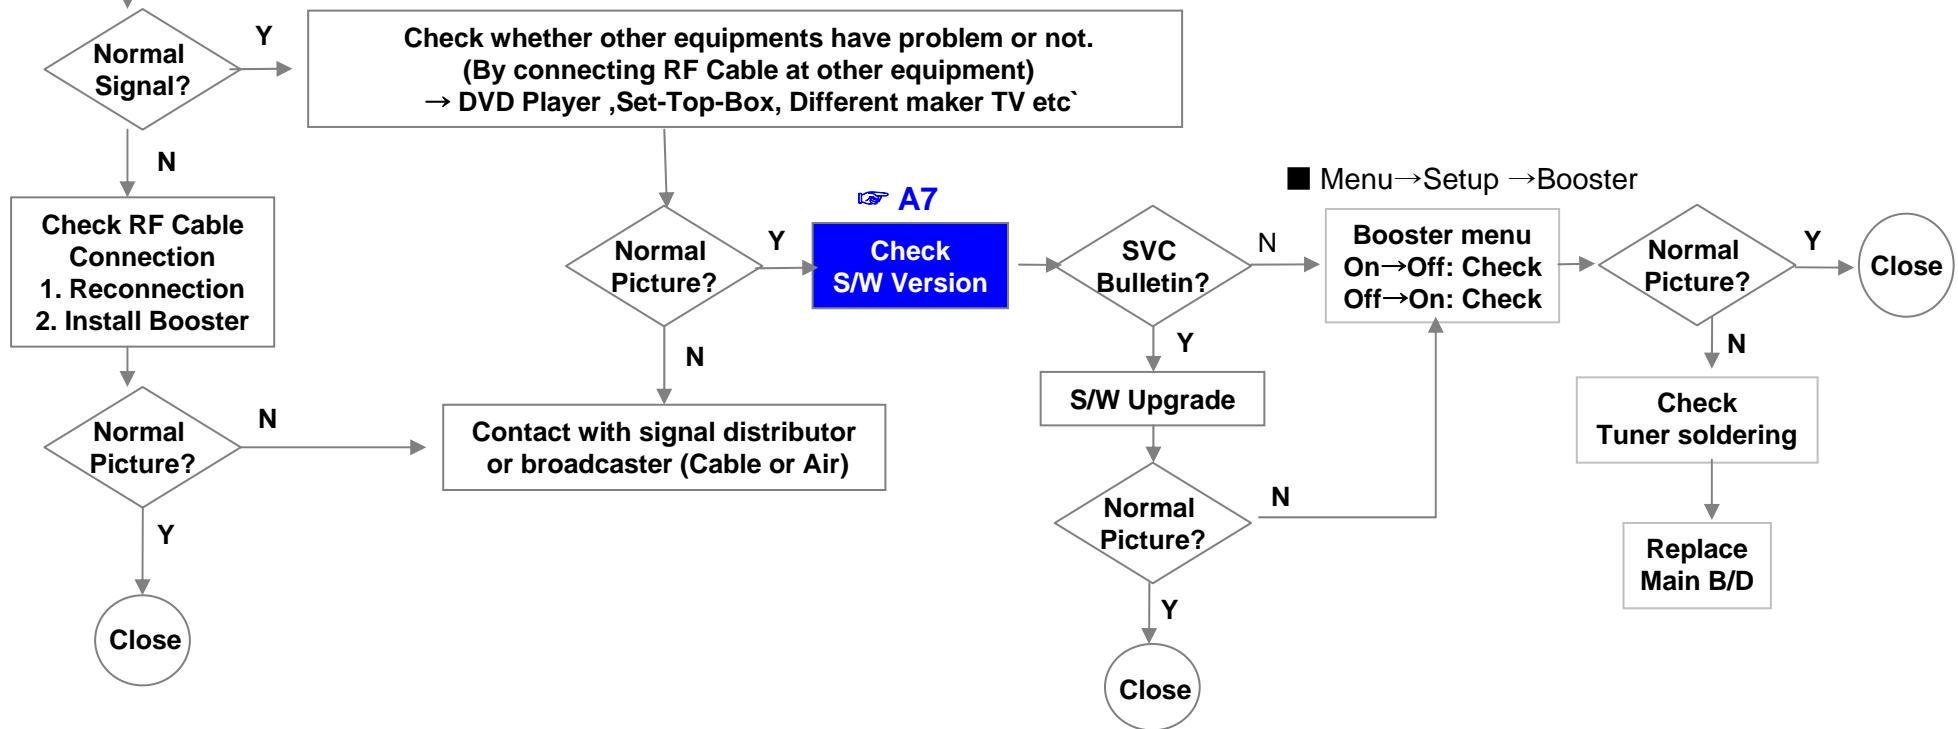 Normal
Signal?
Y
N
Check whether other equipments have problem or not.
(By connecting RF Cable at other equipment)
→ DVD Player ,Set-Top-Box, Different maker TV etc`
Check RF Cable
Connection
1. Reconnection
2. Install Booster
Normal
Picture?
N
Y
Close
Normal
Picture?
Y
N
Contact with signal distributor
or broadcaster (Cable or Air)
☞ A7
Check
S/W Version
SVC
Bulletin?
N
Y
S/W Upgrade
Normal
Picture?
N
Y
Close
■ Menu→Setup →Booster
Booster menu
On→Off: Check
Off→On: Check
Normal
Picture?
Y
N
Close
Check
Tuner soldering
Replace
Main B/D